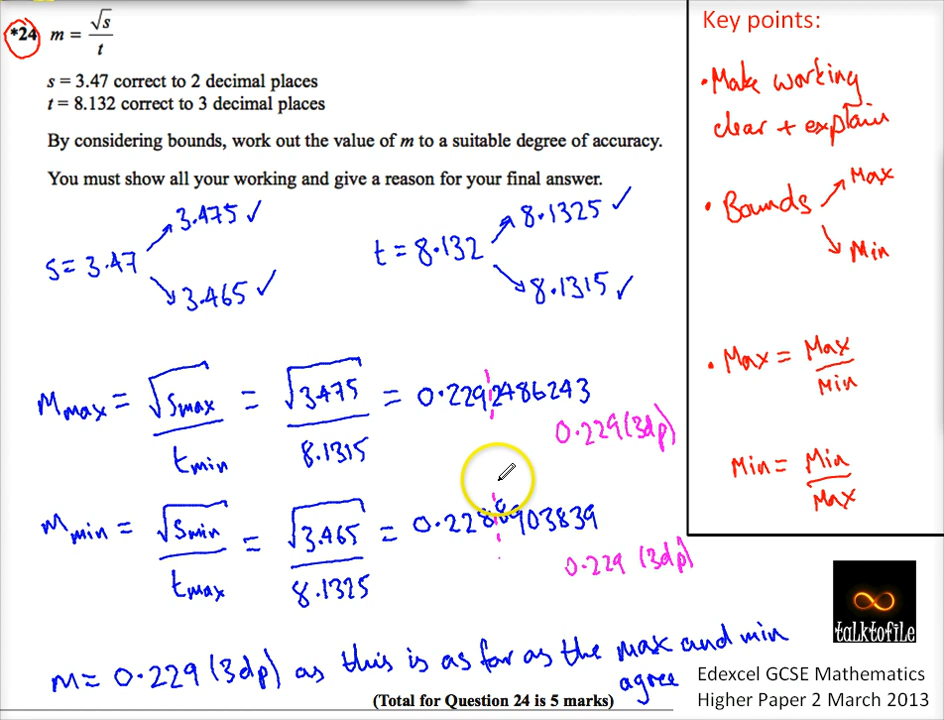 *24 m = √s / t
s = 3.47 correct to 2 decimal places
t = 8.132 correct to 3 decimal places
By considering bounds, work out the value of m to a suitable degree of accuracy.
You must show all your working and give a reason for your final answer.
S = 3.47
3.475 ✓
3.465 ✓
t = 8.132
8.1325 ✓
8.1315 ✓
Mmax = √Smax / tmin = √3.475 / 8.1315 = 0.2292486243
0.229 (3dp)
Mmin = √Smin / tmax = √3.465 / 8.1325 = 0.2288903839
0.229 (3dp)
M = 0.229 (3dp) as this is as far as the max and min
agree
(Total for Question 24 is 5 marks)
Key points:
• Make working
clear + explain
• Bounds
Max
Min
• Max = Max / Min
Min = Min / Max
talktofile
Edexcel GCSE Mathematics
Higher Paper 2 March 2013